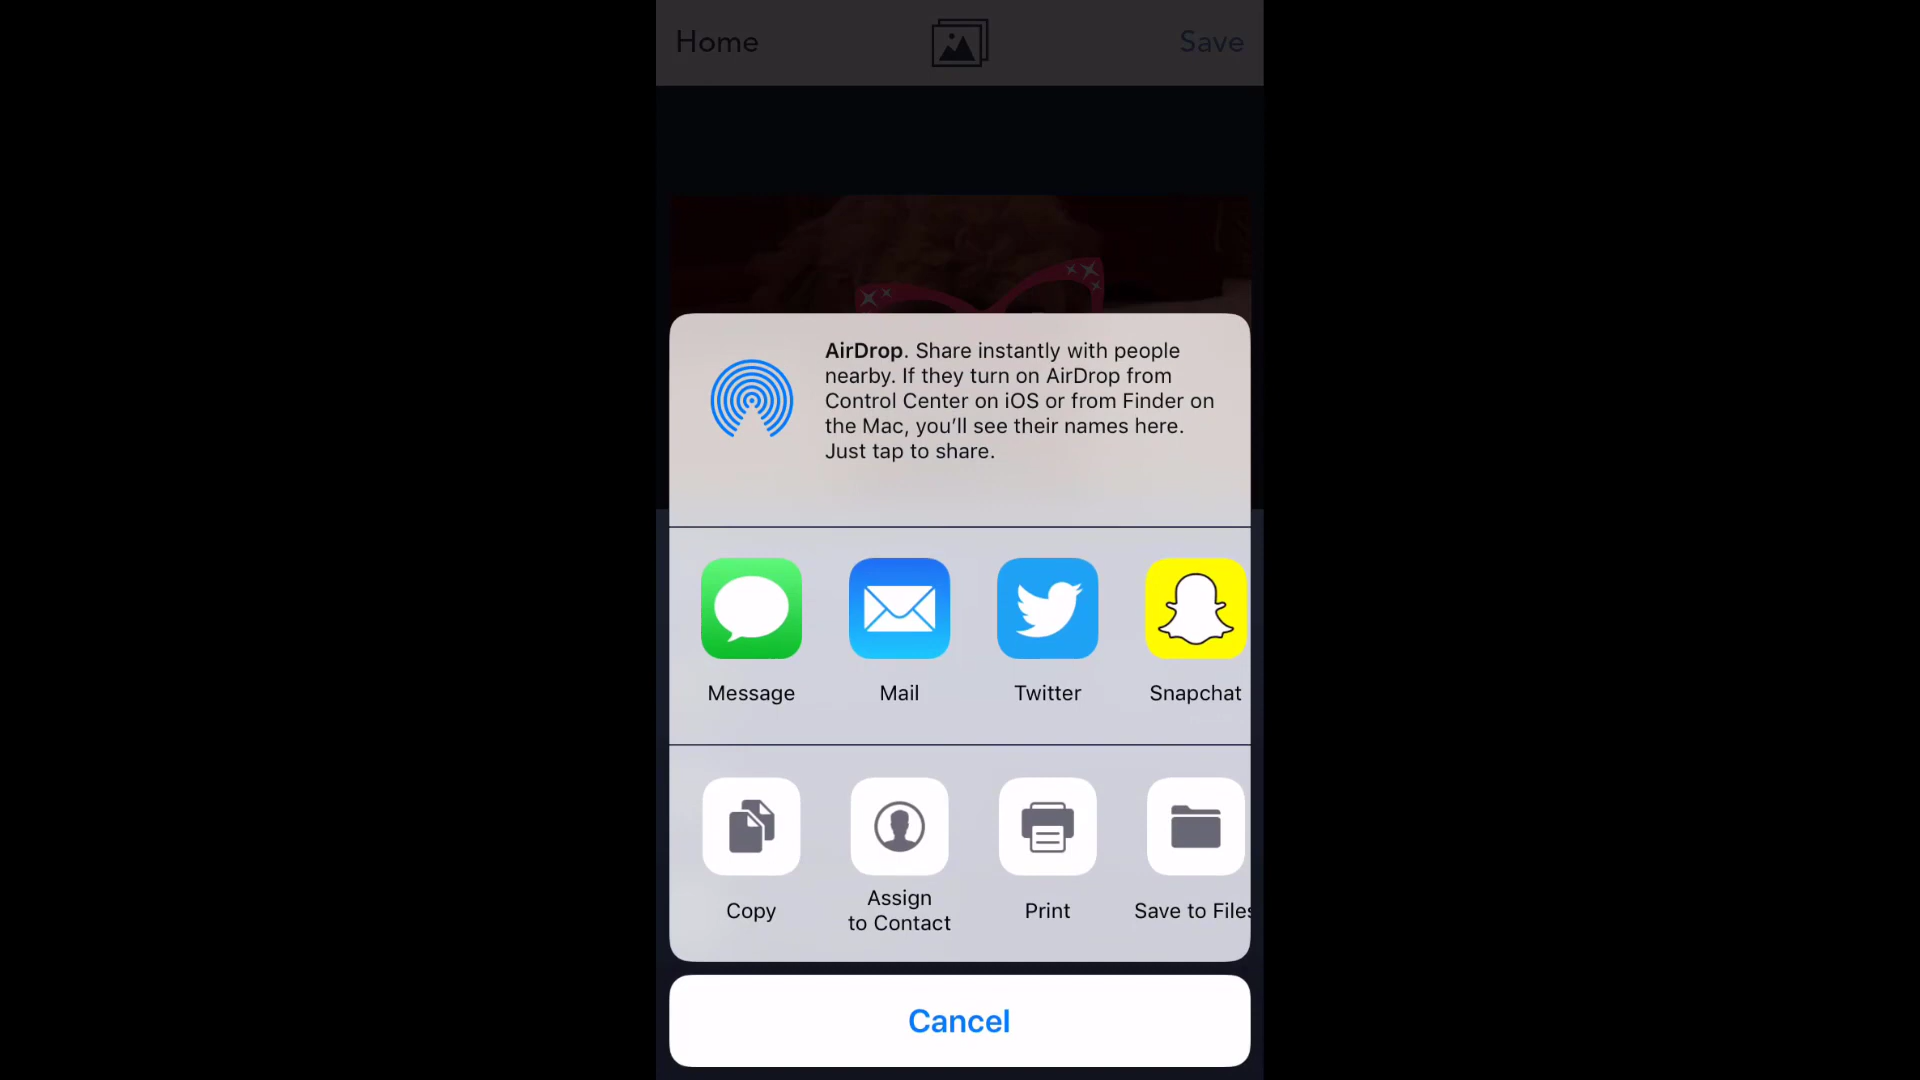 Home
Save
AirDrop. Share instantly with people
nearby. If they turn on AirDrop from
Control Center on iOS or from Finder on
the Mac, you’ll see their names here.
Just tap to share.
Message
Mail
Twitter
Snapchat
Copy
Assign
to Contact
Print
Save to Files
Cancel